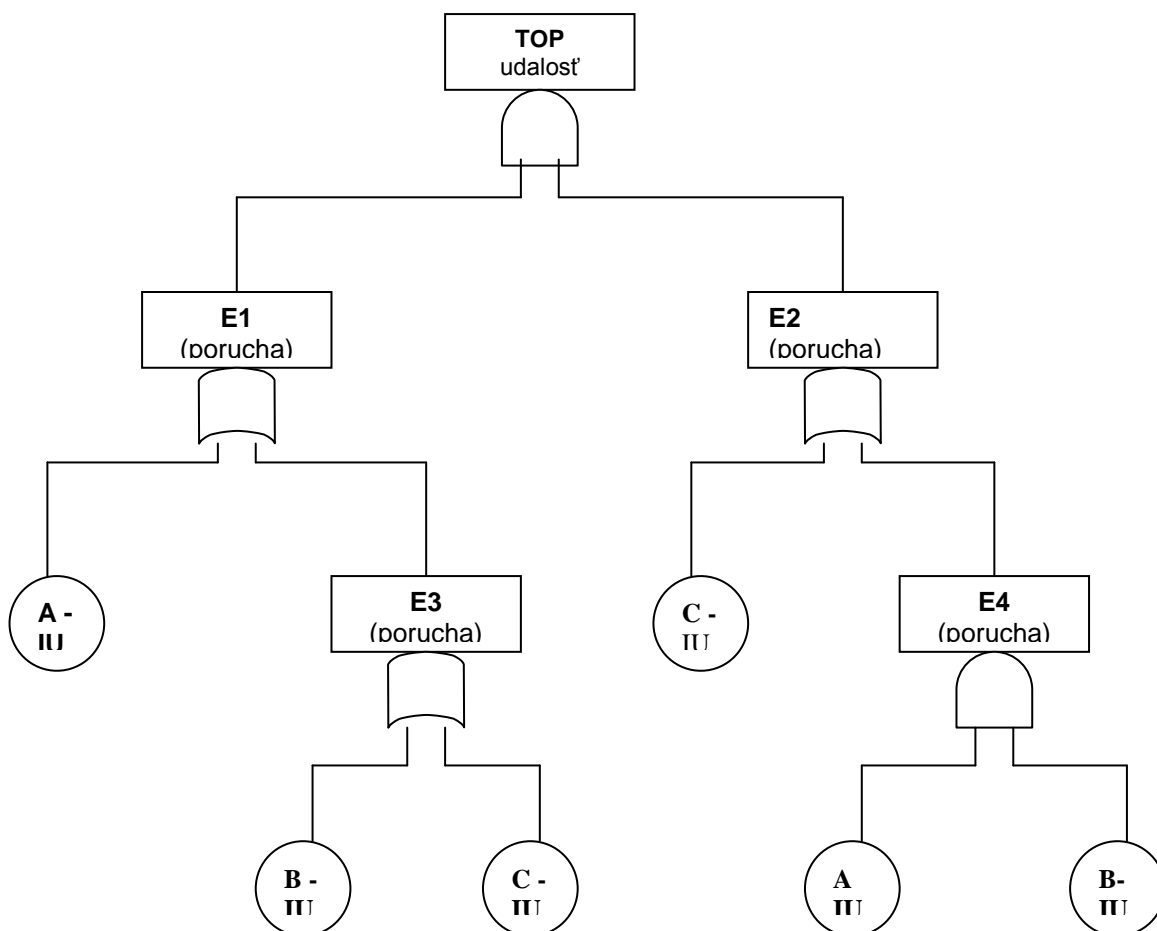 TOP
udalosť
E1
(porucha)
E2
(porucha)
A -
E3
(porucha)
C -
E4
(porucha)
B -
C -
A
B-